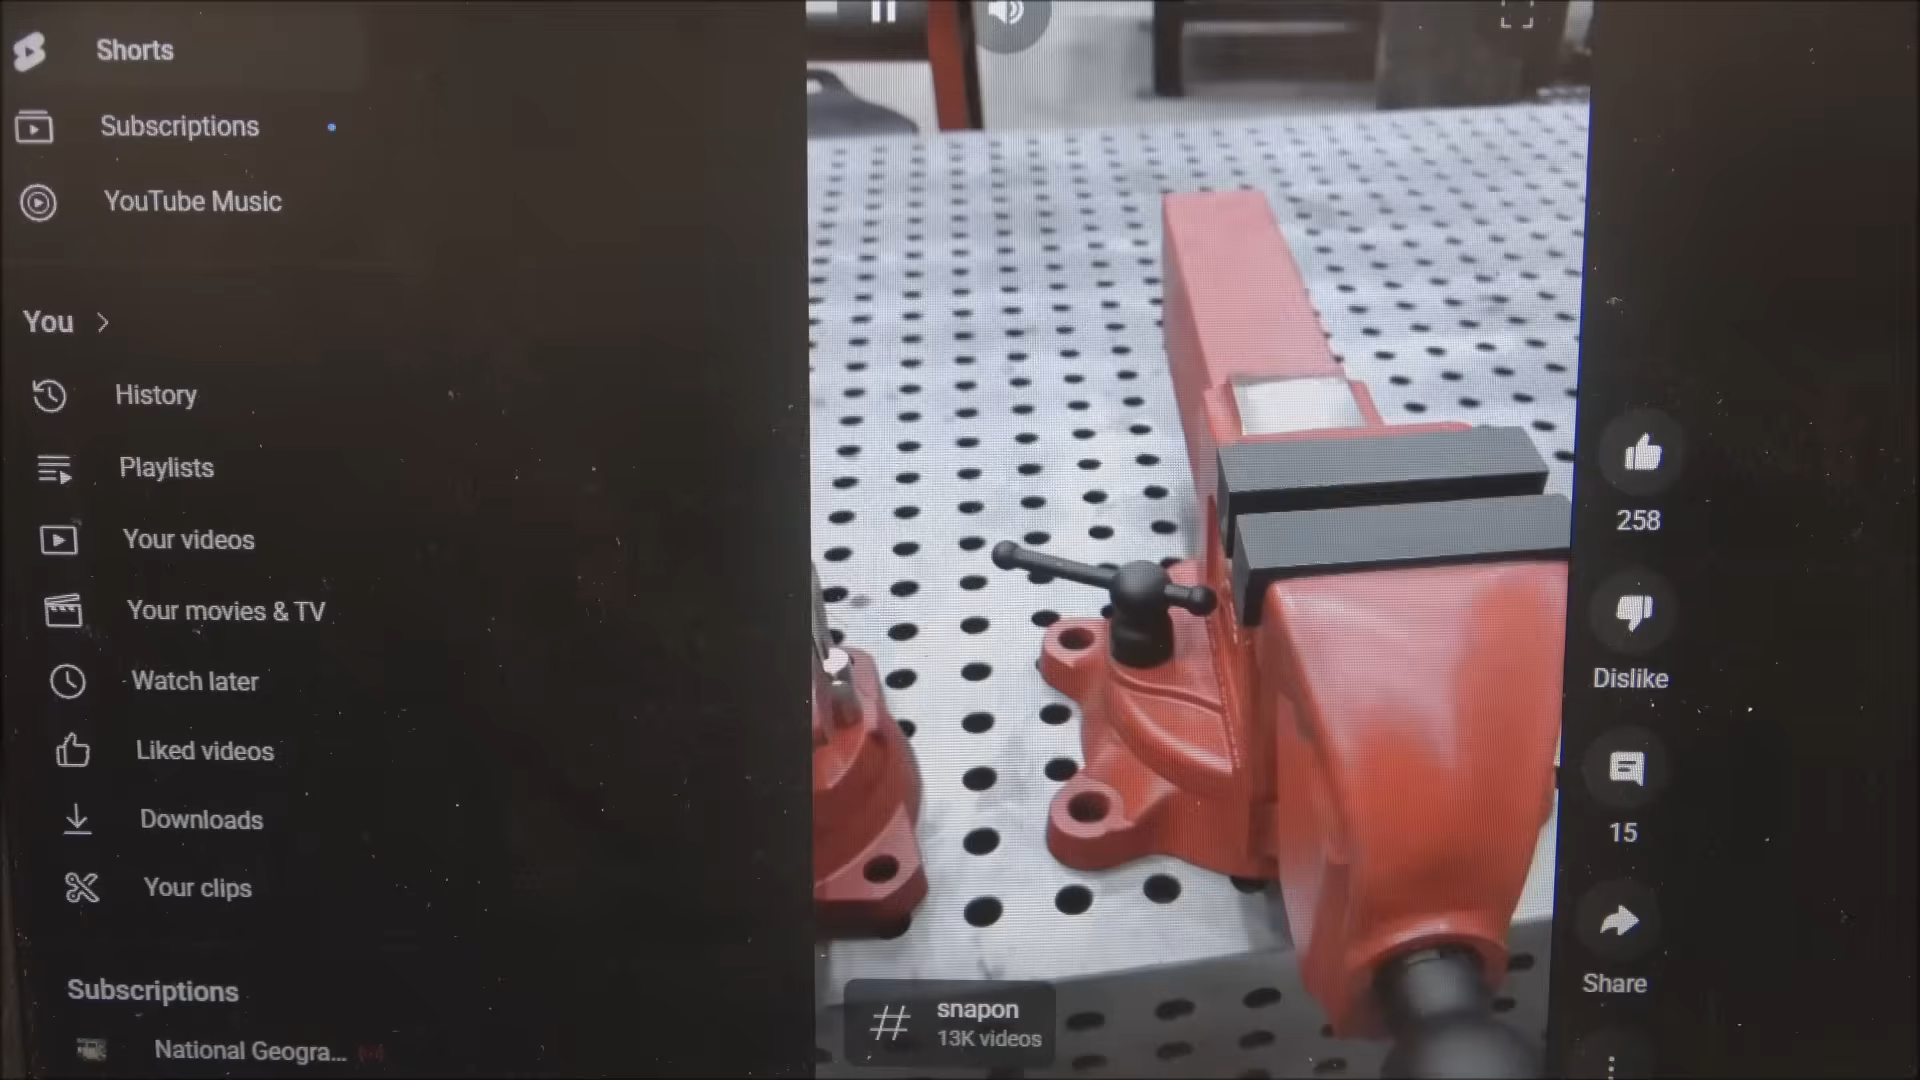 Shorts
Subscriptions
YouTube Music
You
History
Playlists
Your videos
Your movies & TV
Watch later
Liked videos
Downloads
Your clips
Subscriptions
National Geogra...
258
Dislike
15
Share
snapon
13K videos